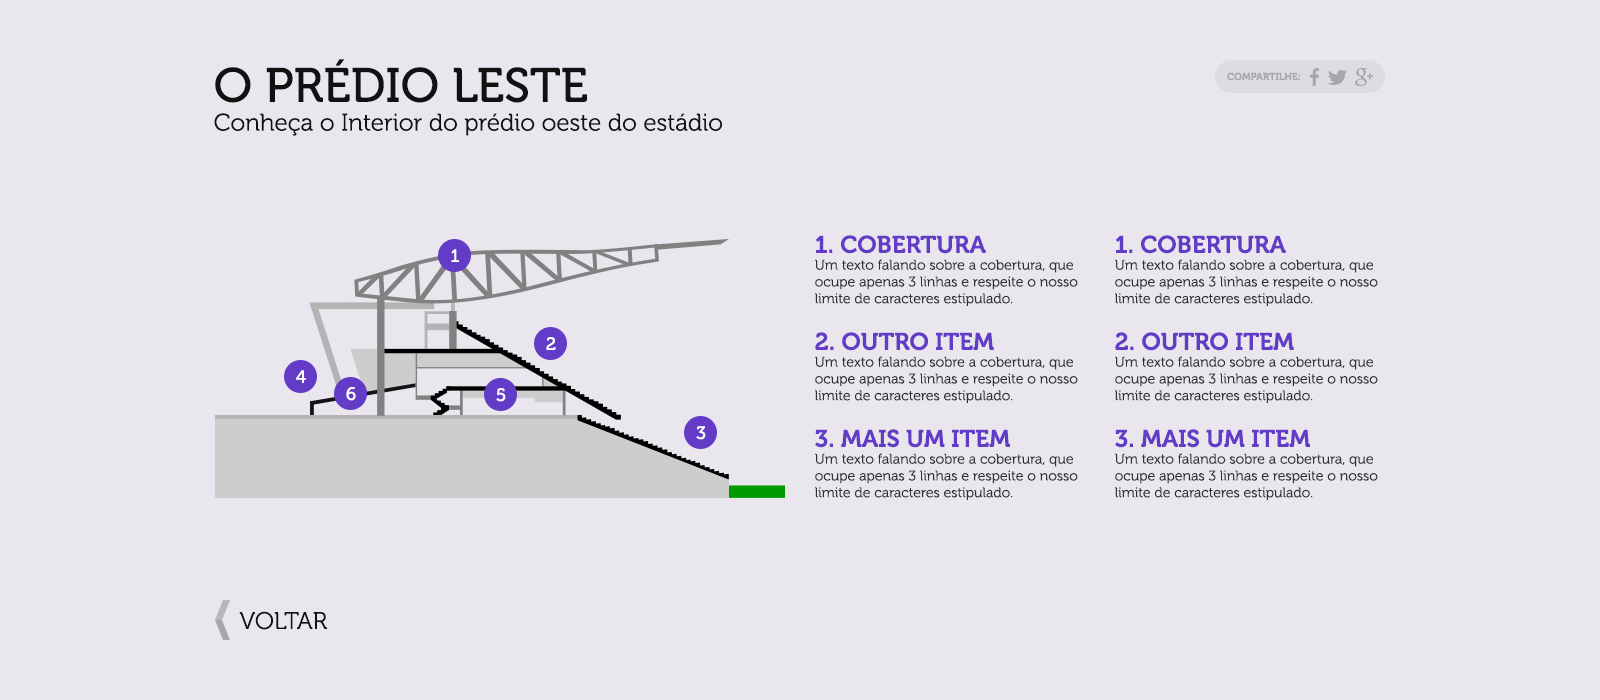 O PRÉDIO LESTE
Conheça o Interior do prédio oeste do estádio
COMPARTILHE: f g+
1
2
3
4
5
6
1. COBERTURA
Um texto falando sobre a cobertura, que
ocupe apenas 3 linhas e respeite o nosso
limite de caracteres estipulado.
2. OUTRO ITEM
Um texto falando sobre a cobertura, que
ocupe apenas 3 linhas e respeite o nosso
limite de caracteres estipulado.
3. MAIS UM ITEM
Um texto falando sobre a cobertura, que
ocupe apenas 3 linhas e respeite o nosso
limite de caracteres estipulado.
1. COBERTURA
Um texto falando sobre a cobertura, que
ocupe apenas 3 linhas e respeite o nosso
limite de caracteres estipulado.
2. OUTRO ITEM
Um texto falando sobre a cobertura, que
ocupe apenas 3 linhas e respeite o nosso
limite de caracteres estipulado.
3. MAIS UM ITEM
Um texto falando sobre a cobertura, que
ocupe apenas 3 linhas e respeite o nosso
limite de caracteres estipulado.
VOLTAR